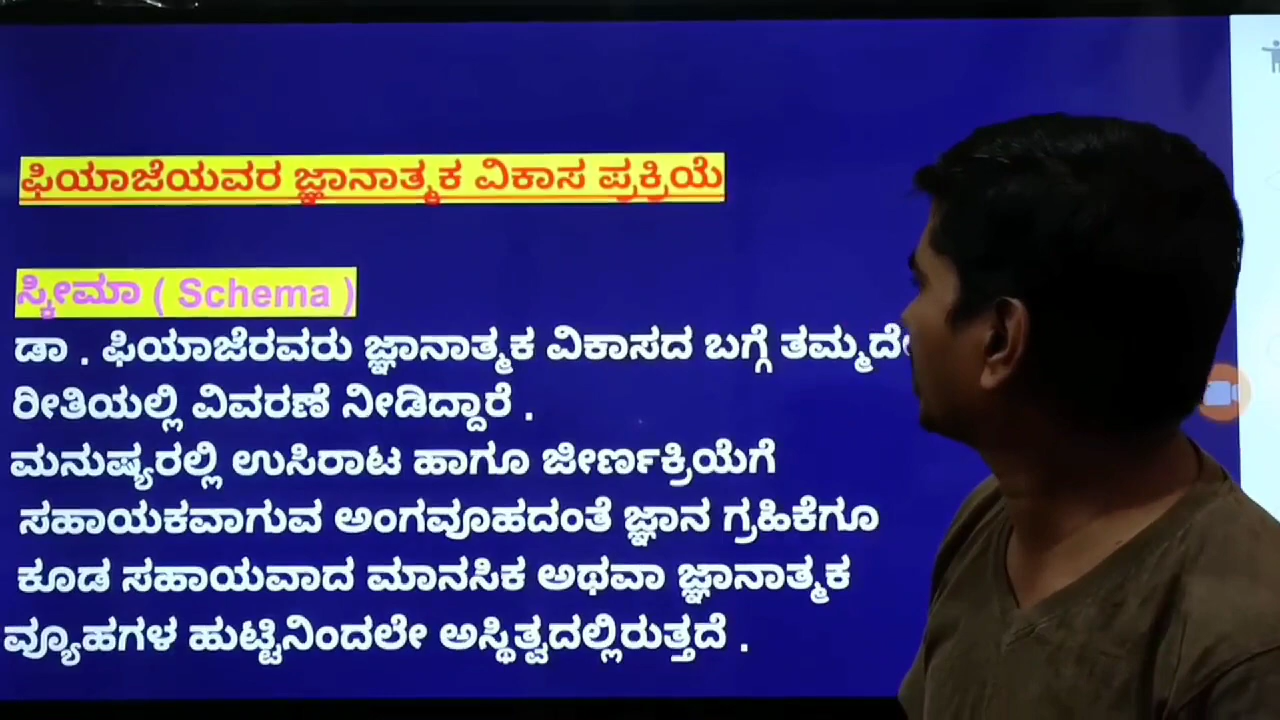 ಫಿಯಾಜೆಯವರ ಜ್ಞಾನಾತ್ಮಕ ವಿಕಾಸ ಪ್ರಕ್ರಿಯೆ
ಸ್ಕೀಮಾ ( Schema )
ಡಾ . ಫಿಯಾಜೆರವರು ಜ್ಞಾನಾತ್ಮಕ ವಿಕಾಸದ ಬಗ್ಗೆ ತಮ್ಮದೇ
ರೀತಿಯಲ್ಲಿ ವಿವರಣೆ ನೀಡಿದ್ದಾರೆ .
ಮನುಷ್ಯರಲ್ಲಿ ಉಸಿರಾಟ ಹಾಗೂ ಜೀರ್ಣಕ್ರಿಯೆಗೆ
ಸಹಾಯಕವಾಗುವ ಅಂಗವೂಹದಂತೆ ಜ್ಞಾನ ಗ್ರಹಿಕೆಗೂ
ಕೂಡ ಸಹಾಯವಾದ ಮಾನಸಿಕ ಅಥವಾ ಜ್ಞಾನಾತ್ಮಕ
ವ್ಯೂಹಗಳ ಹುಟ್ಟಿನಿಂದಲೇ ಅಸ್ಥಿತ್ವದಲ್ಲಿರುತ್ತದೆ .